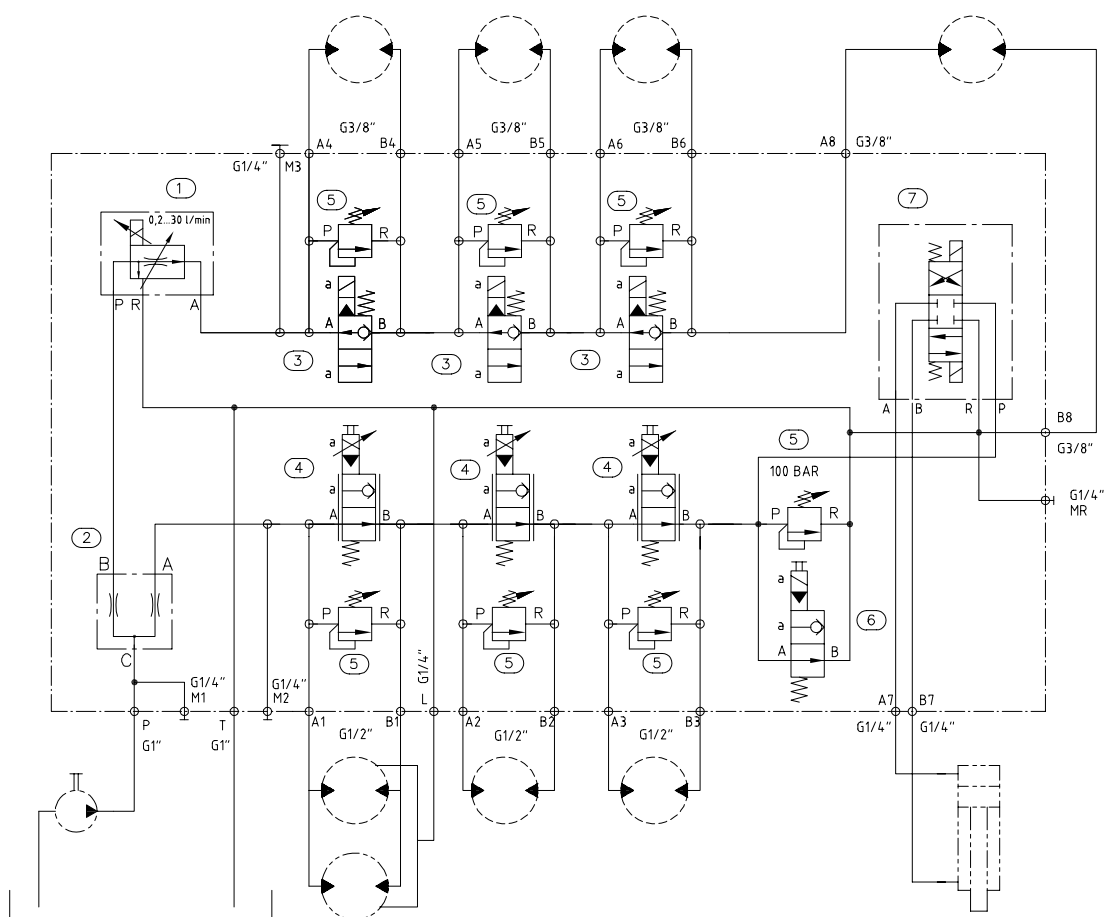 G3/8" G3/8" G3/8"
A4 B4 A5 B5 A6 B6 A8 G3/8"
G1/4" M3
1 5 5 5 7
0,2...30 l/min
P R P R P R
a a a
P R A A B A B A B
3 3 3
a a a
A B R P
B8
G3/8"
a a a 5
4 4 4
100 BAR
a a a G1/4"
MR
A B A B A B P R
2
B A
a
P R P R P R a 6
A B
5 5 5
C
G1/4" G1/4" G1/4"
M1 M2 L
P T A1 B1 A2 B2 A3 B3 A7 B7
G1" G1" G1/2" G1/2" G1/2" G1/4" G1/4"